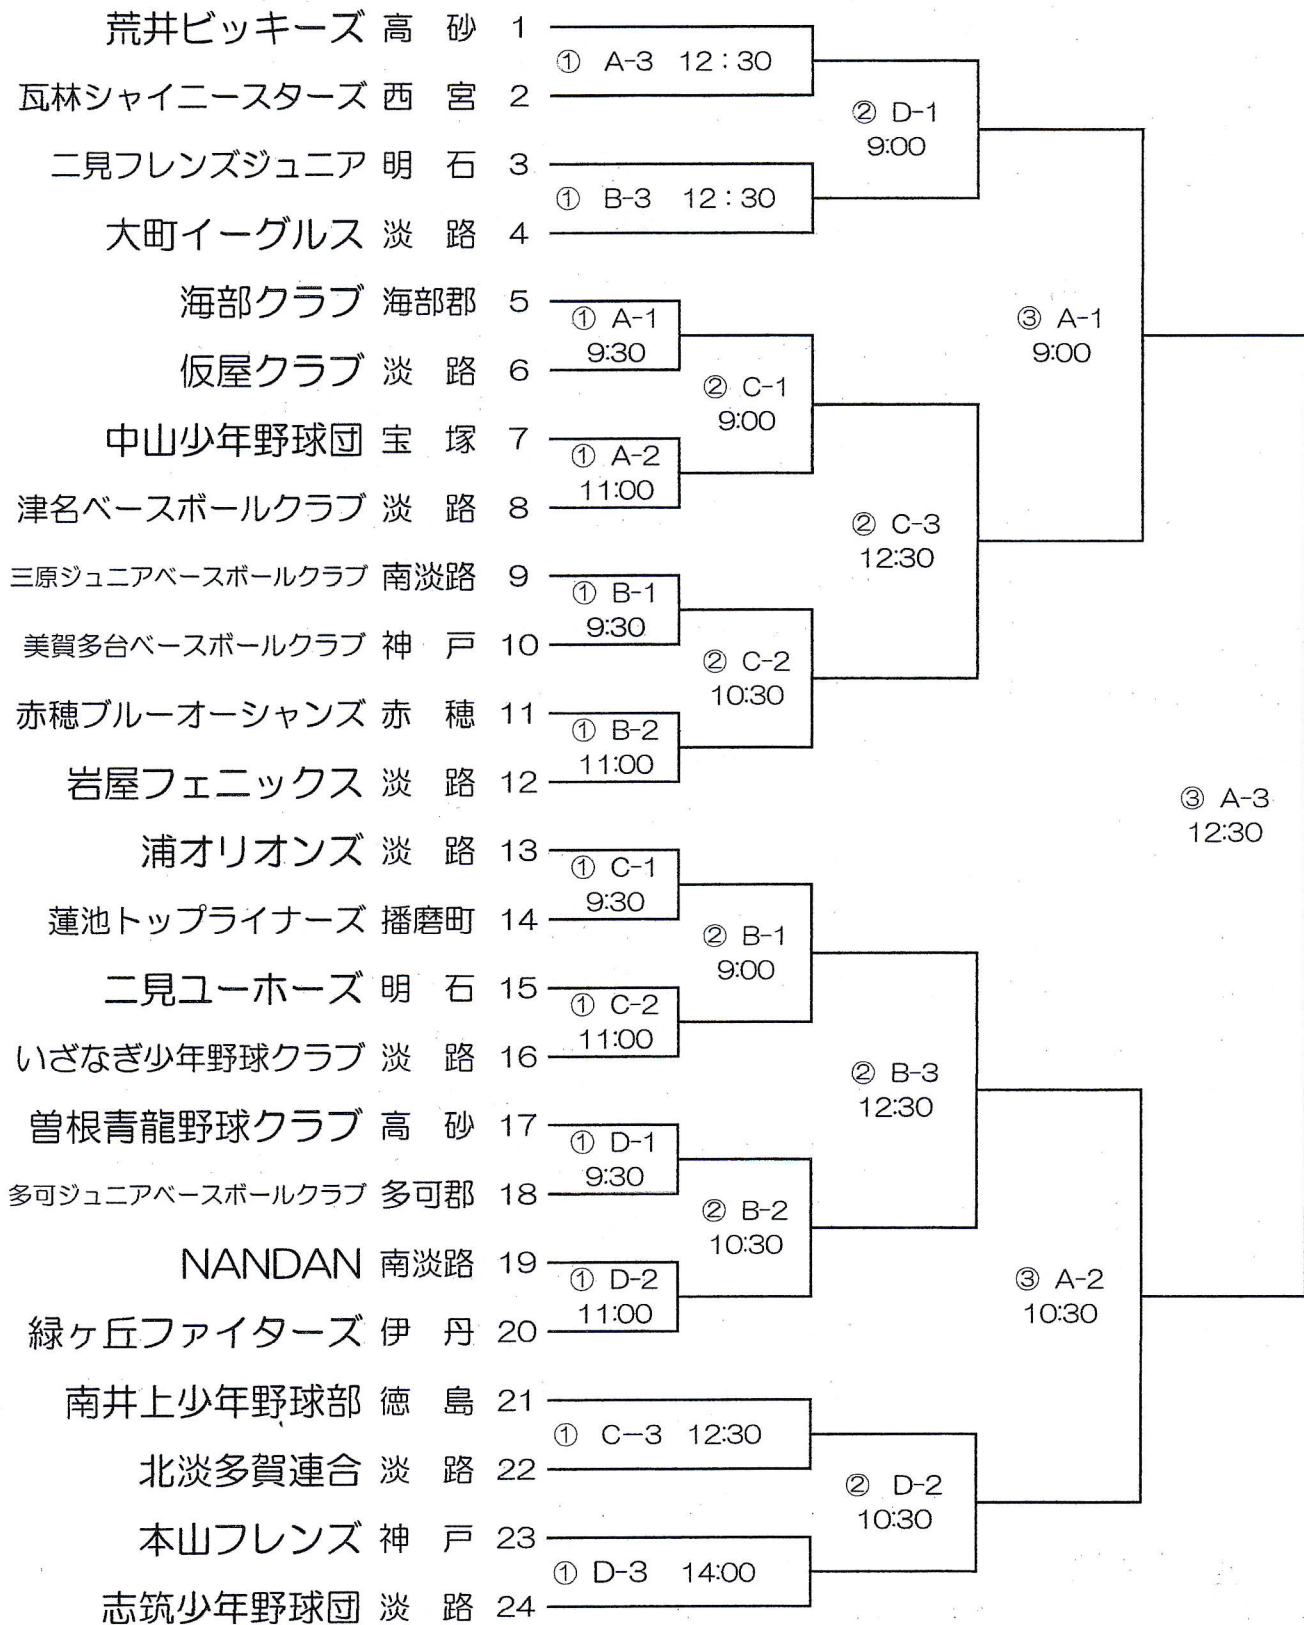 荒井ビッキーズ 高 砂 1
① A-3 12:30
瓦林シャイニースターズ 西 宮 2
② D-1
9:00
二見フレンズジュニア 明 石 3
① B-3 12:30
大町イーグルス 淡 路 4
海部クラブ 海部郡 5
① A-1
9:30
③ A-1
9:00
仮屋クラブ 淡 路 6
② C-1
9:00
中山少年野球団 宝 塚 7
① A-2
11:00
津名ベースボールクラブ 淡 路 8
② C-3
12:30
三原ジュニアベースボールクラブ 南淡路 9
① B-1
9:30
美賀多台ベースボールクラブ 神 戸 10
② C-2
10:30
赤穂ブルーオーシャンズ 赤 穂 11
① B-2
11:00
岩屋フェニックス 淡 路 12
③ A-3
12:30
浦オリオンズ 淡 路 13
① C-1
9:30
蓮池トップライナーズ 播磨町 14
② B-1
9:00
二見ユーホーズ 明 石 15
① C-2
11:00
いざなぎ少年野球クラブ 淡 路 16
② B-3
12:30
曽根青龍野球クラブ 高 砂 17
① D-1
9:30
多可ジュニアベースボールクラブ 多可郡 18
② B-2
10:30
NANDAN 南淡路 19
① D-2
11:00
③ A-2
10:30
緑ヶ丘ファイターズ 伊 丹 20
南井上少年野球部 徳 島 21
① C-3 12:30
北淡多賀連合 淡 路 22
② D-2
10:30
本山フレンズ 神 戸 23
① D-3 14:00
志筑少年野球団 淡 路 24